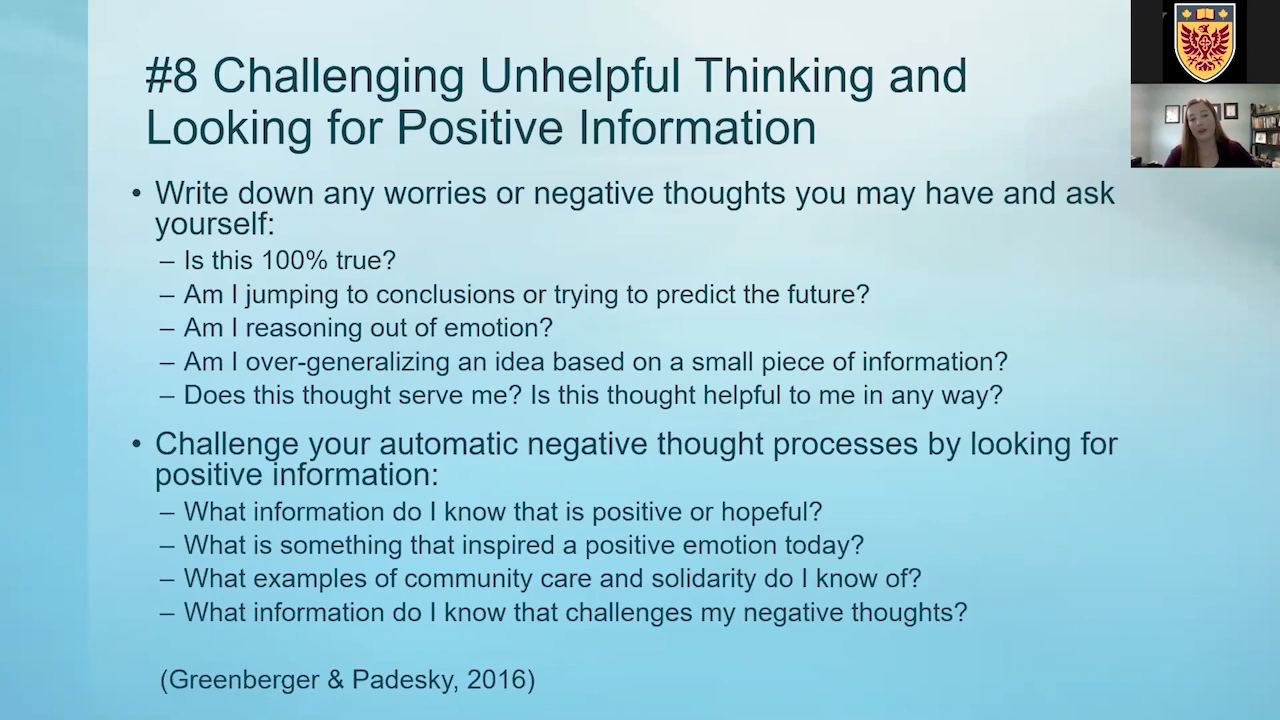 #8 Challenging Unhelpful Thinking and
Looking for Positive Information
• Write down any worries or negative thoughts you may have and ask
yourself:
– Is this 100% true?
– Am I jumping to conclusions or trying to predict the future?
– Am I reasoning out of emotion?
– Am I over-generalizing an idea based on a small piece of information?
– Does this thought serve me? Is this thought helpful to me in any way?
• Challenge your automatic negative thought processes by looking for
positive information:
– What information do I know that is positive or hopeful?
– What is something that inspired a positive emotion today?
– What examples of community care and solidarity do I know of?
– What information do I know that challenges my negative thoughts?
(Greenberger & Padesky, 2016)